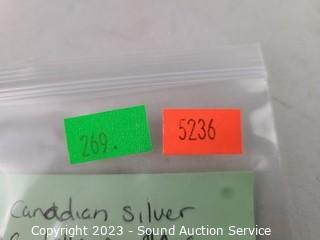 269.
5236
Canadian silver
Copyright 2023 - Sound Auction Service